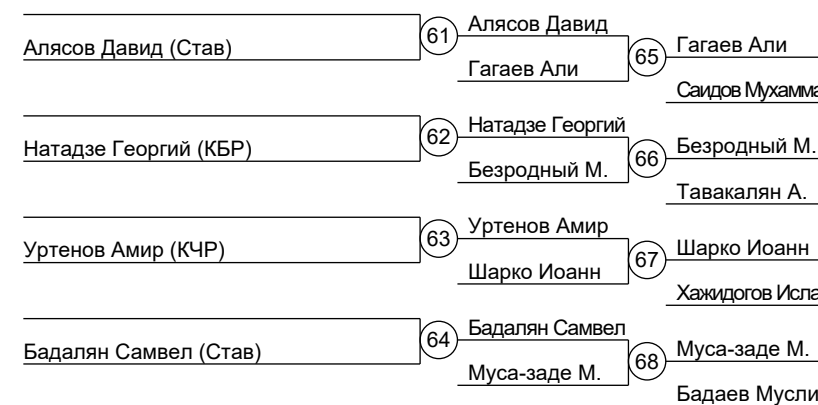 Алясов Давид (Став)
61
Алясов Давид
Гагаев Али
65
Гагаев Али
Саидов Мухамма
Натадзе Георгий (КБР)
62
Натадзе Георгий
Безродный М.
66
Безродный М.
Тавакалян А.
Уртенов Амир (КЧР)
63
Уртенов Амир
Шарко Иоанн
67
Шарко Иоанн
Хажидогов Исла
Бадалян Самвел (Став)
64
Бадалян Самвел
Муса-заде М.
68
Муса-заде М.
Бадаев Мусли